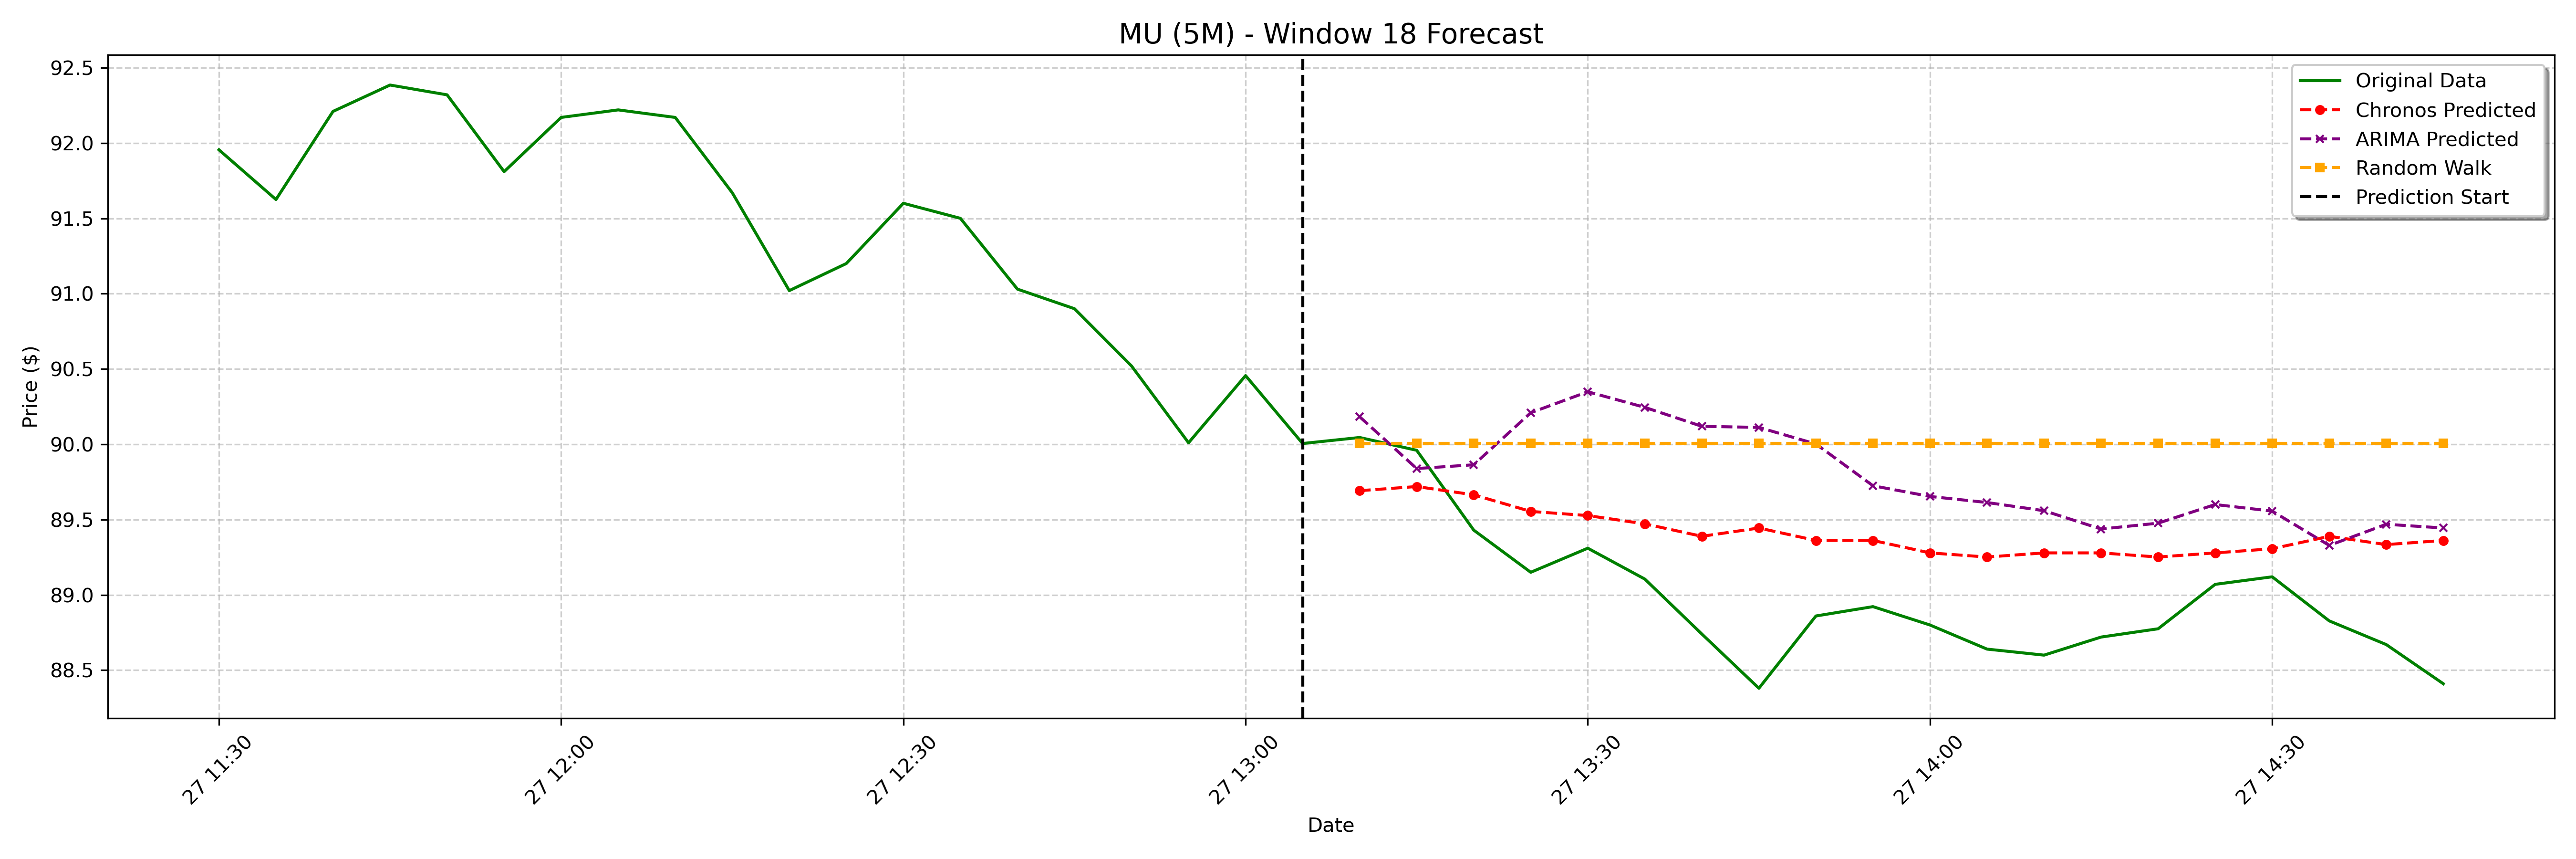 MU (5M) - Window 18 Forecast
Original Data
Chronos Predicted
ARIMA Predicted
Random Walk
Prediction Start
Price ($)
92.5
92.0
91.5
91.0
90.5
90.0
89.5
89.0
88.5
27 11:30
27 12:00
27 12:30
27 13:00
27 13:30
27 14:00
27 14:30
Date